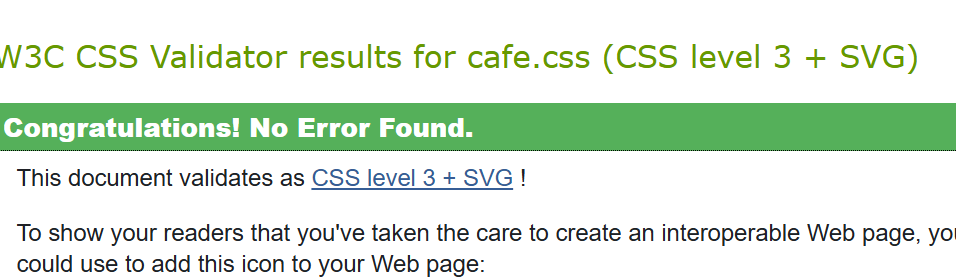 W3C CSS Validator results for cafe.css (CSS level 3 + SVG)
Congratulations! No Error Found.
This document validates as CSS level 3 + SVG !
To show your readers that you've taken the care to create an interoperable Web page, you
could use to add this icon to your Web page: